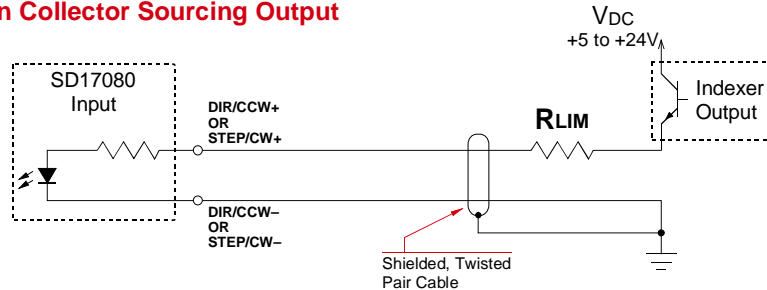 n Collector Sourcing Output
VDC
+5 to +24V
SD17080
Input
Indexer
Output
DIR/CCW+
OR
STEP/CW+
RLIM
DIR/CCW–
OR
STEP/CW–
Shielded, Twisted
Pair Cable